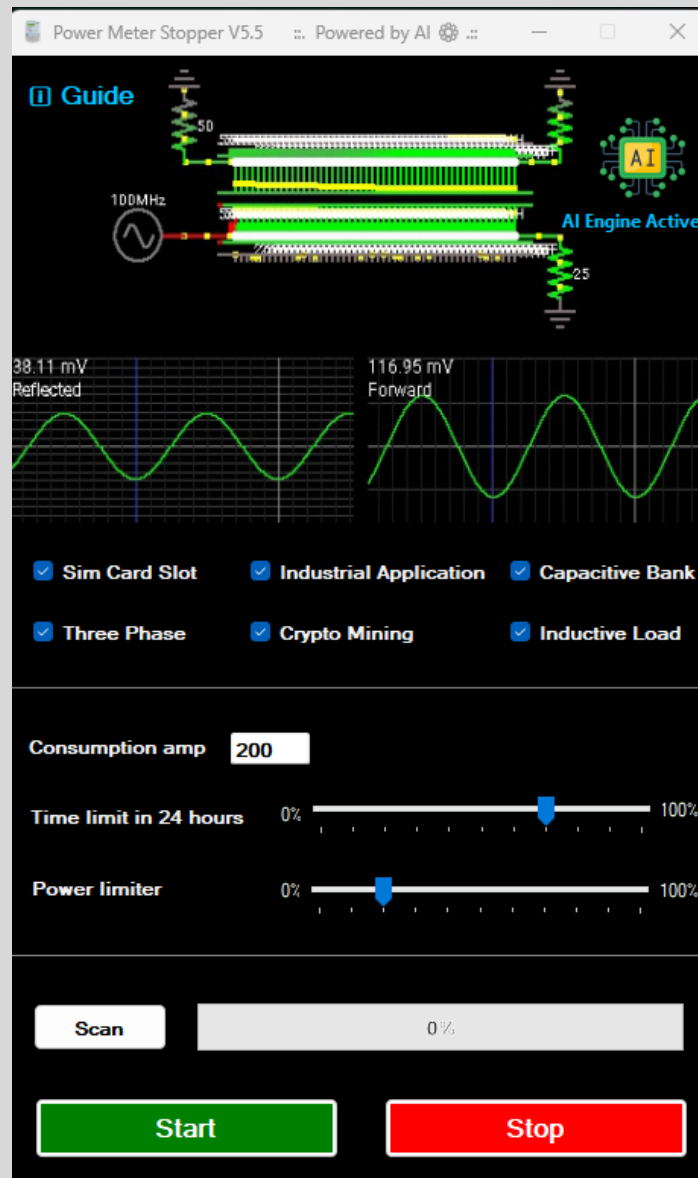 Power Meter Stopper V5.5 ::. Powered by AI .::
i Guide
50
100MHz
AI
AI Engine Active
25
38.11 mV
Reflected
116.95 mV
Forward
Sim Card Slot Industrial Application Capacitive Bank
Three Phase Crypto Mining Inductive Load
Consumption amp 200
Time limit in 24 hours 0% 100%
Power limiter 0% 100%
Scan 0%
Start Stop